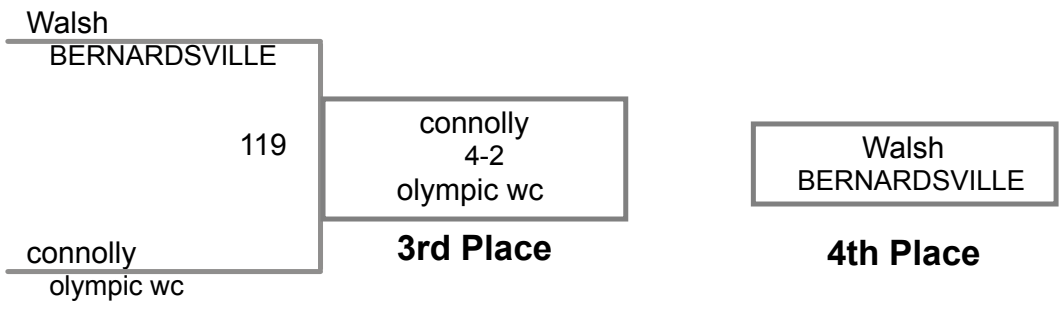 Walsh
BERNARDSVILLE
119
connolly
olympic wc
connolly
4-2
olympic wc
3rd Place
Walsh
BERNARDSVILLE
4th Place